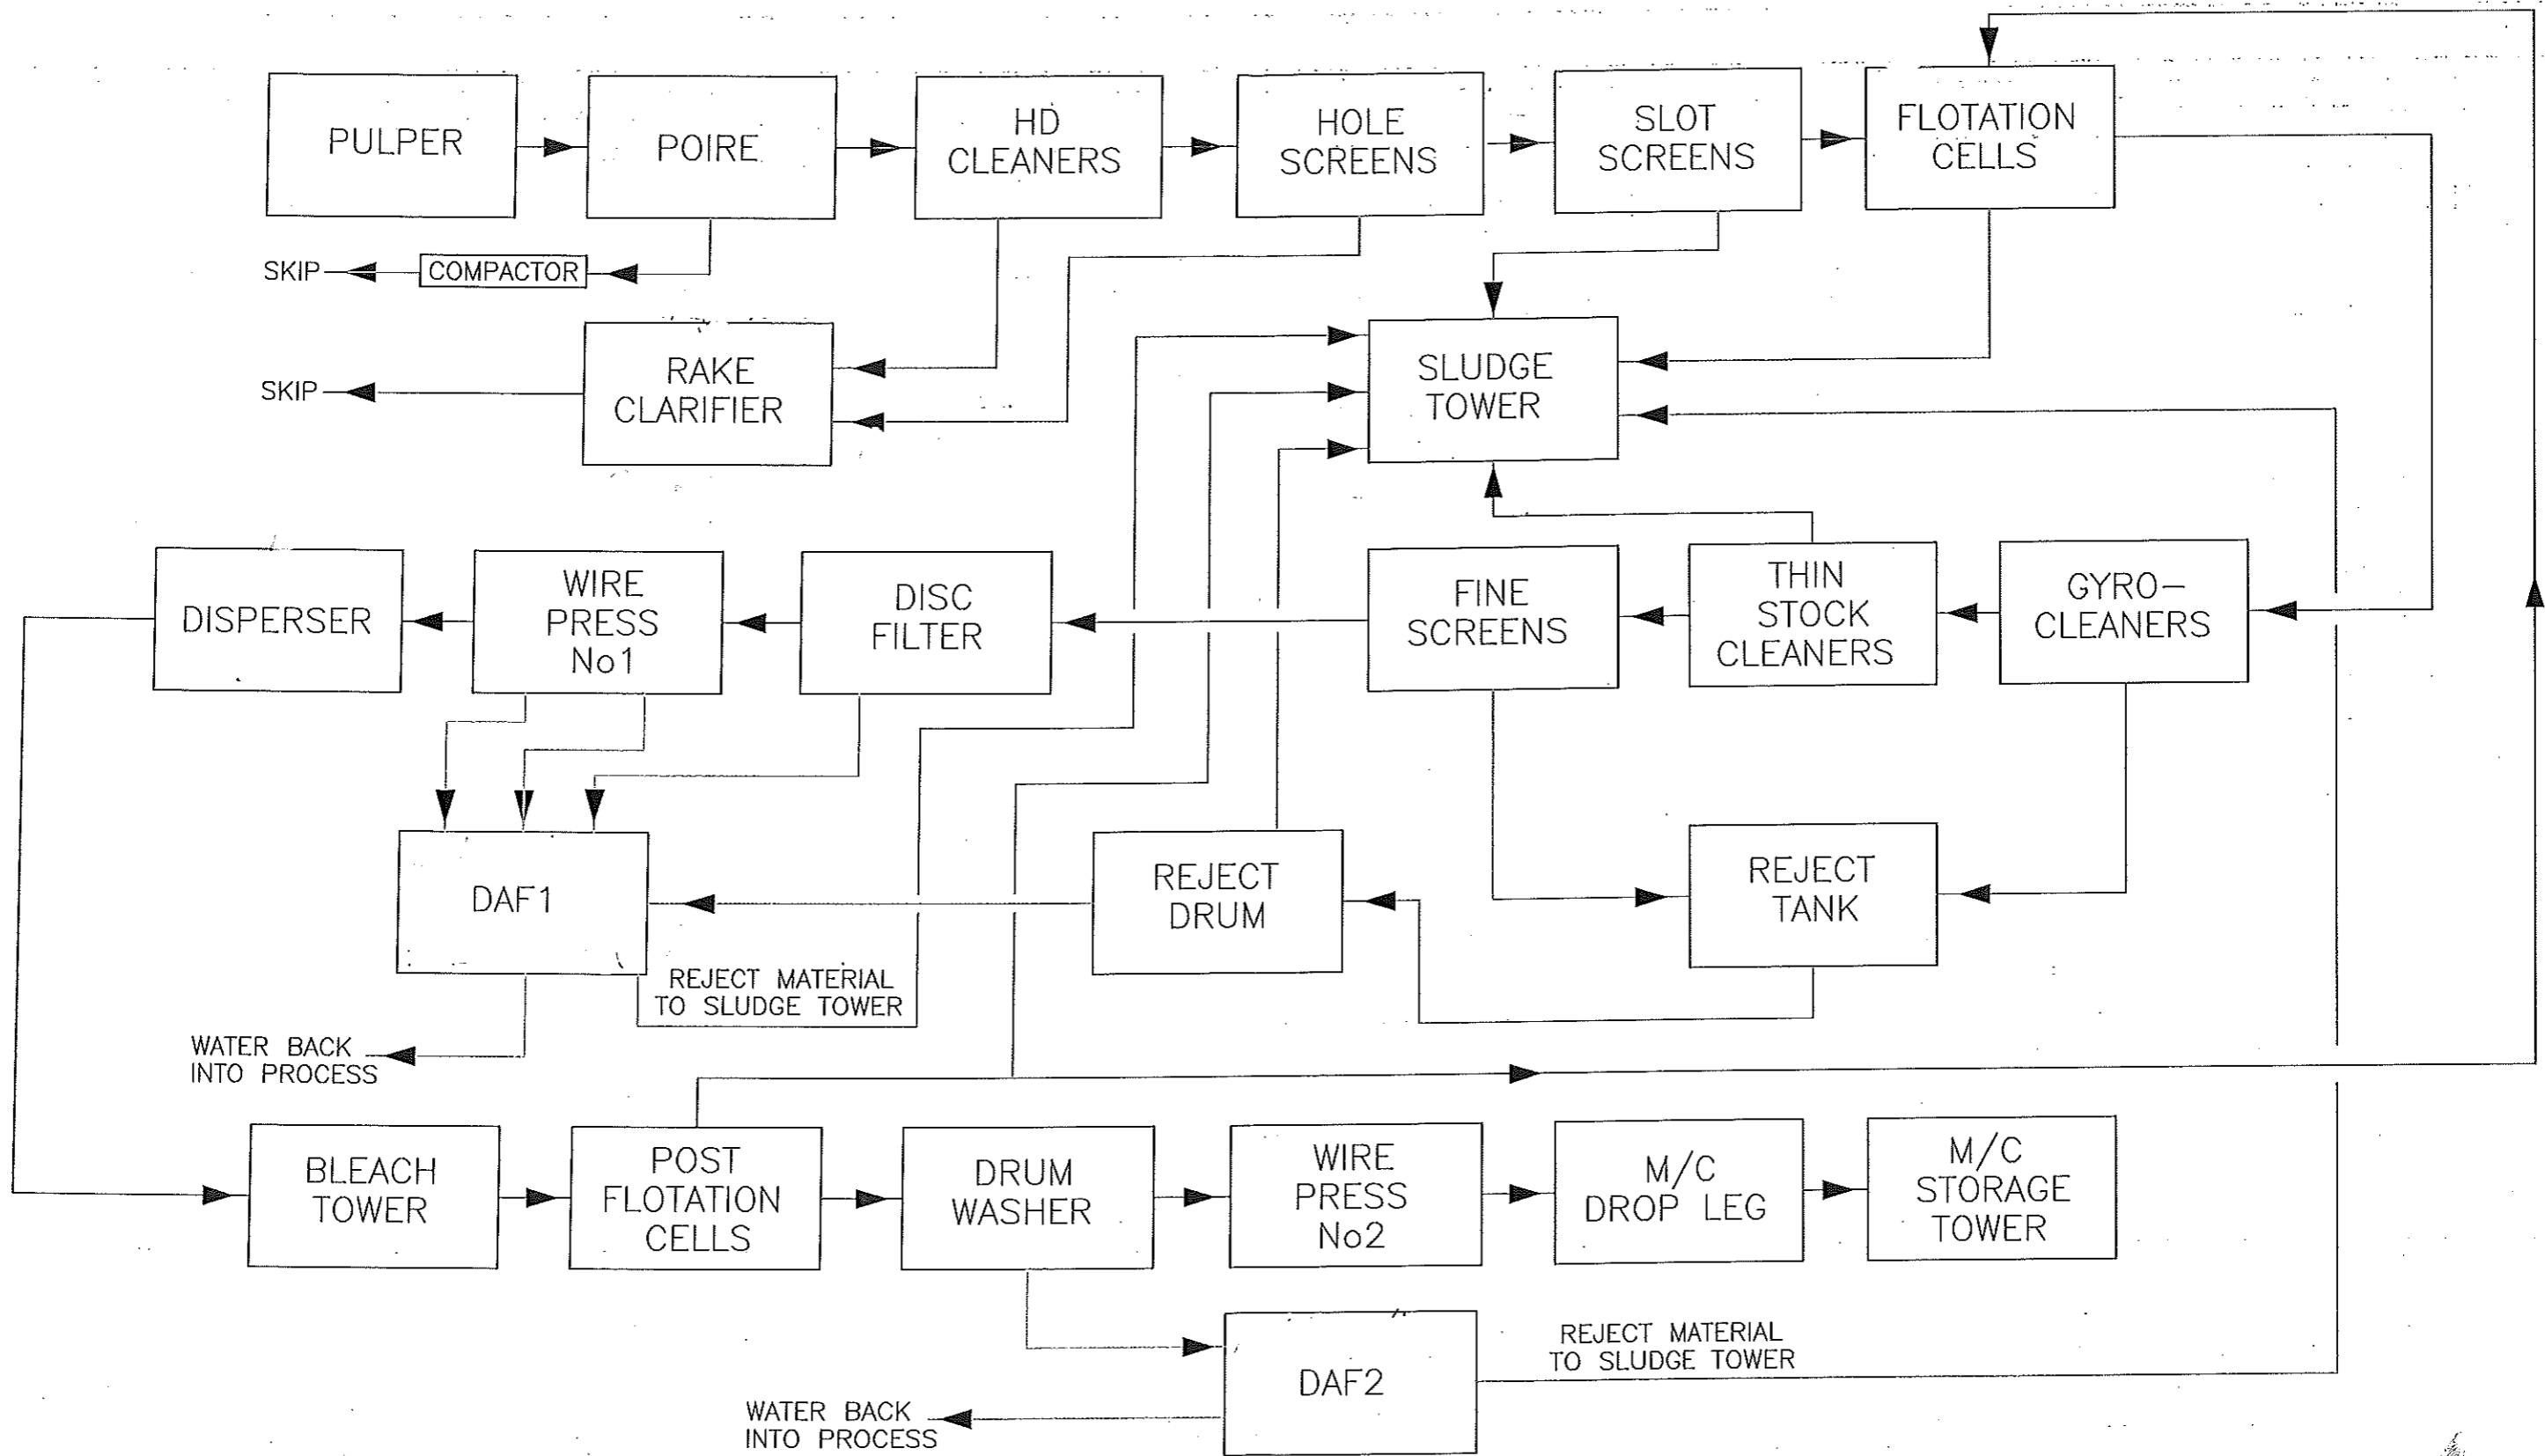 PULPER
POIRE
HD
CLEANERS
HOLE
SCREENS
SLOT
SCREENS
FLOTATION
CELLS
SKIP
COMPACTOR
SKIP
RAKE
CLARIFIER
SLUDGE
TOWER
DISPERSER
WIRE
PRESS
No1
DISC
FILTER
FINE
SCREENS
THIN
STOCK
CLEANERS
GYRO-
CLEANERS
DAF1
REJECT
DRUM
REJECT
TANK
REJECT MATERIAL
TO SLUDGE TOWER
WATER BACK
INTO PROCESS
BLEACH
TOWER
POST
FLOTATION
CELLS
DRUM
WASHER
WIRE
PRESS
No2
M/C
DROP LEG
M/C
STORAGE
TOWER
DAF2
REJECT MATERIAL
TO SLUDGE TOWER
WATER BACK
INTO PROCESS